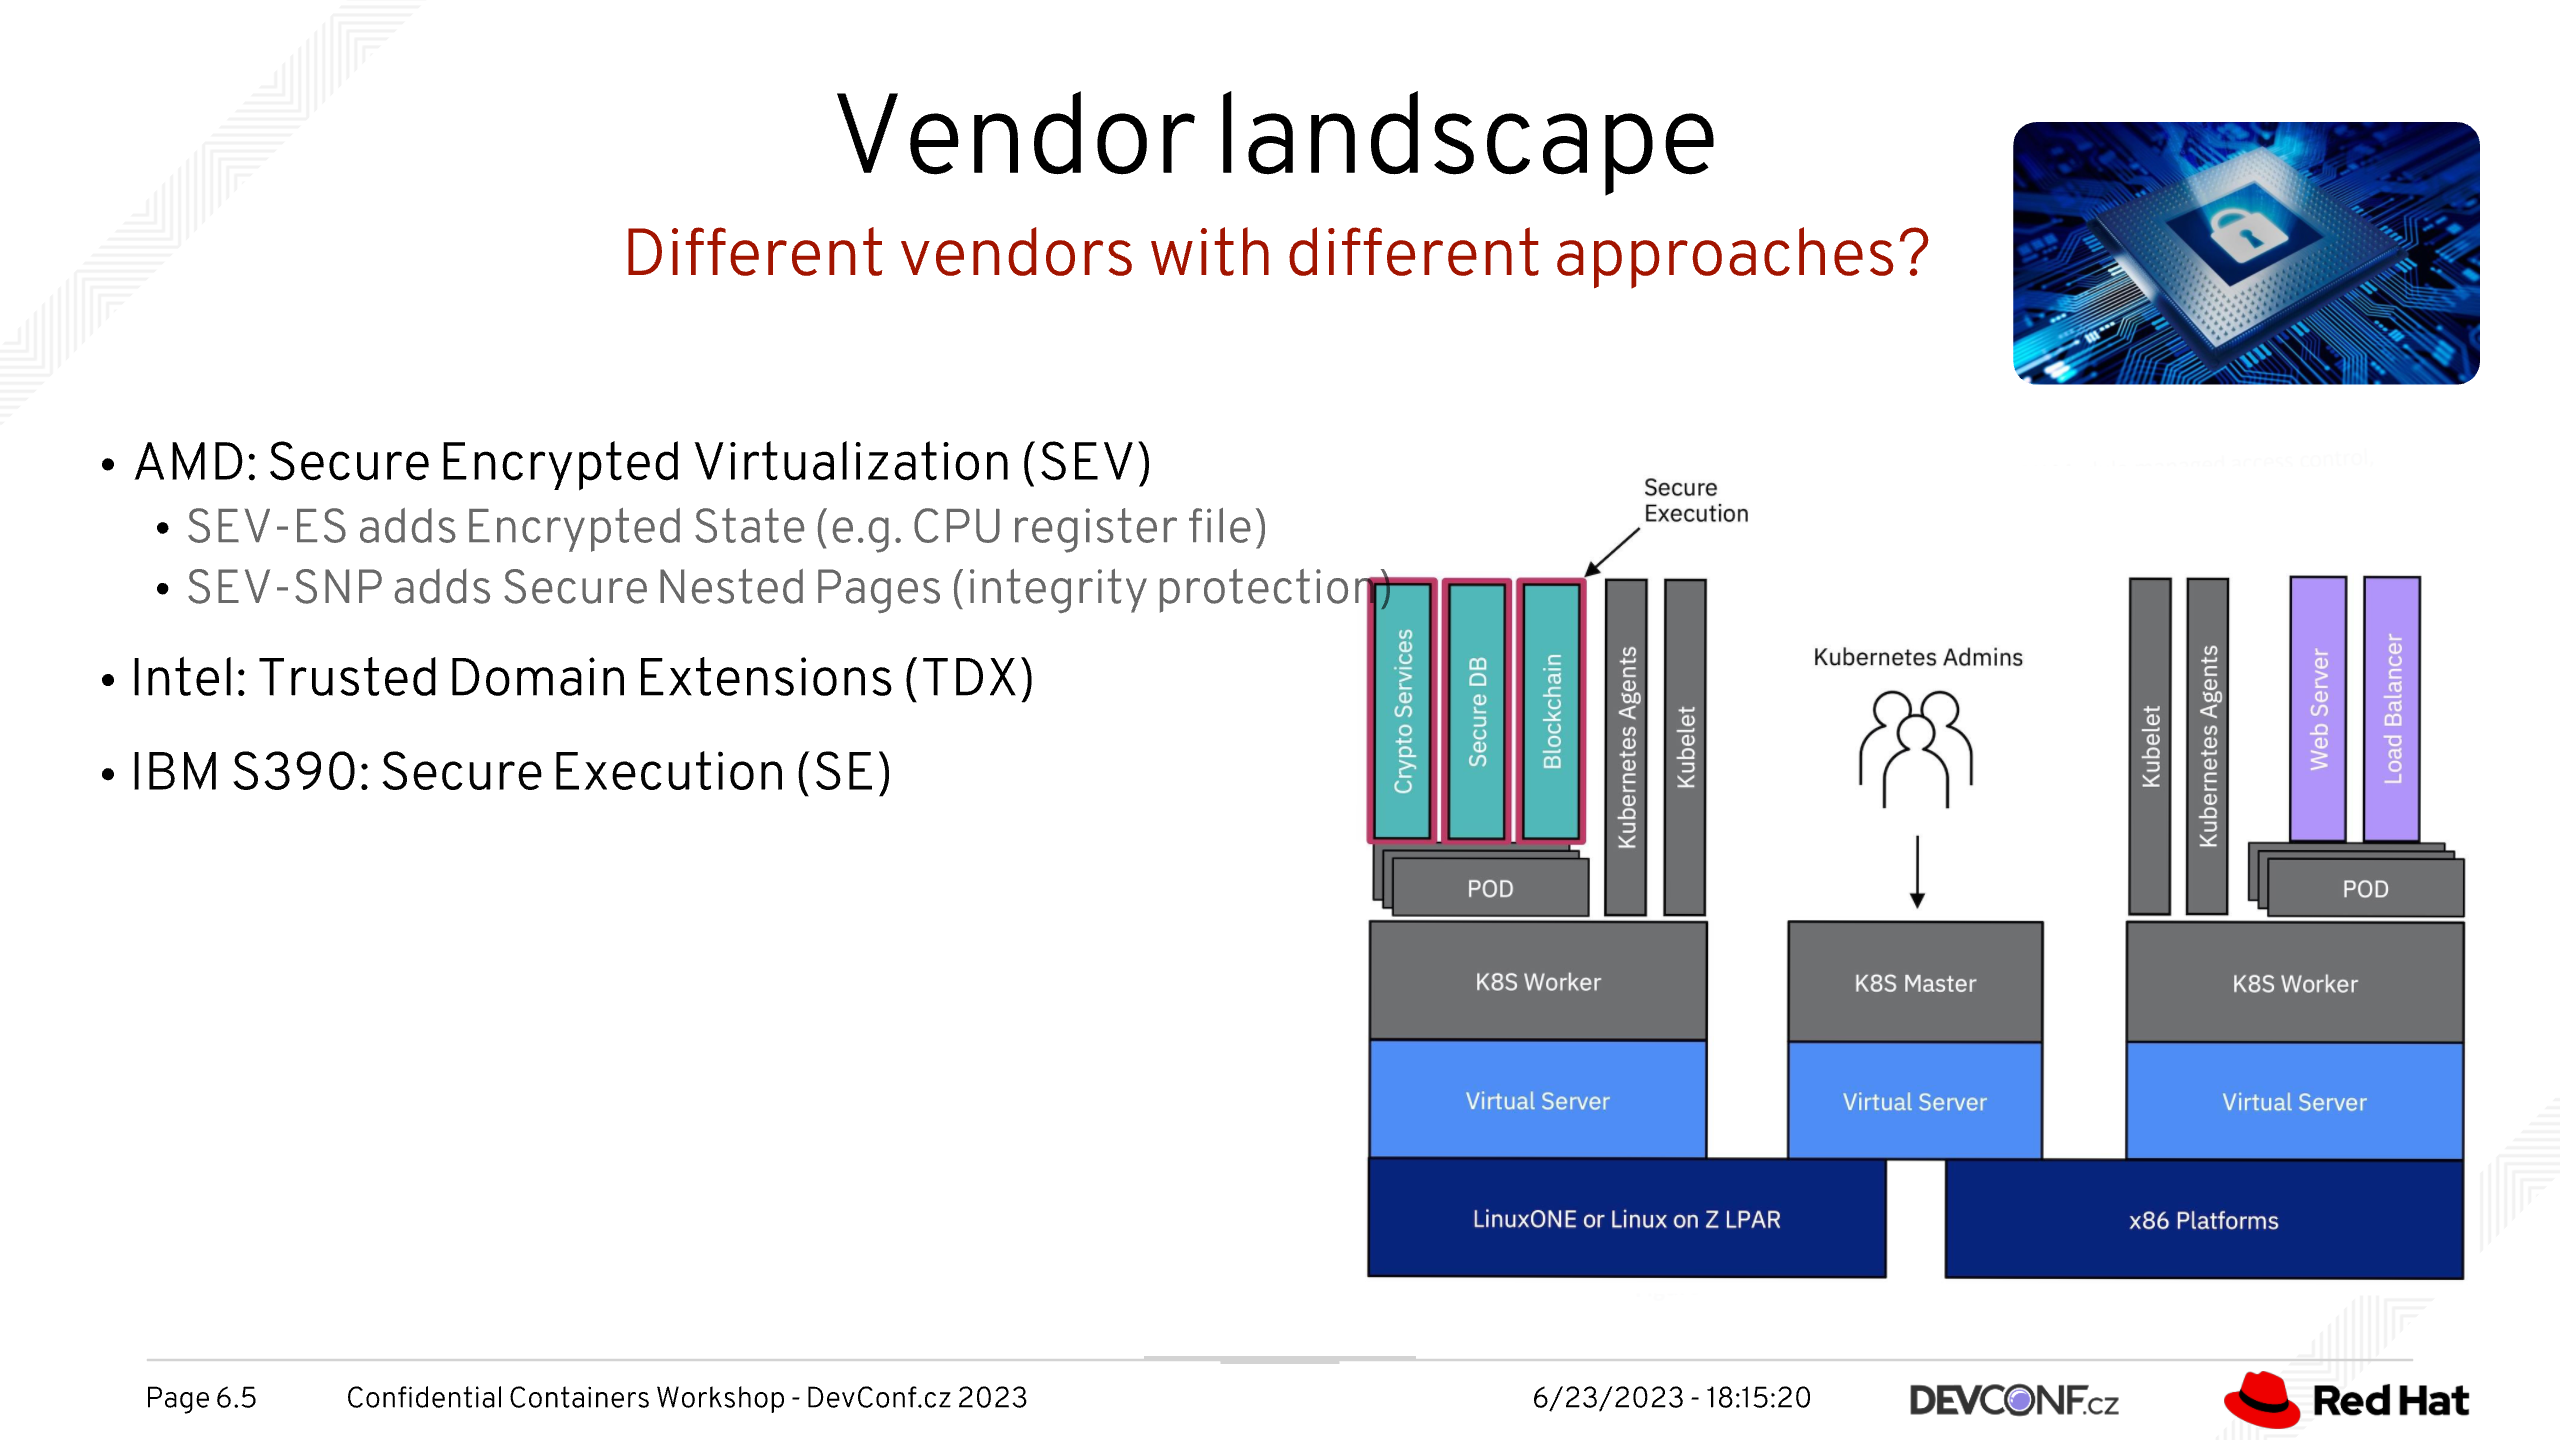 Vendor landscape
Different vendors with different approaches?
• AMD: Secure Encrypted Virtualization (SEV)
• SEV-ES adds Encrypted State (e.g. CPU register file)
• SEV-SNP adds Secure Nested Pages (integrity protection)
• Intel: Trusted Domain Extensions (TDX)
• IBM S390: Secure Execution (SE)
Secure
Execution
Crypto Services
Secure DB
Blockchain
Kubernetes Agents
Kubelet
POD
K8S Worker
Virtual Server
Kubernetes Admins
K8S Master
Virtual Server
Kubelet
Kubernetes Agents
Web Server
Load Balancer
POD
K8S Worker
Virtual Server
LinuxONE or Linux on Z LPAR
x86 Platforms
Page 6.5
Confidential Containers Workshop - DevConf.cz 2023
6/23/2023 - 18:15:20
DEVCONF.cz
Red Hat